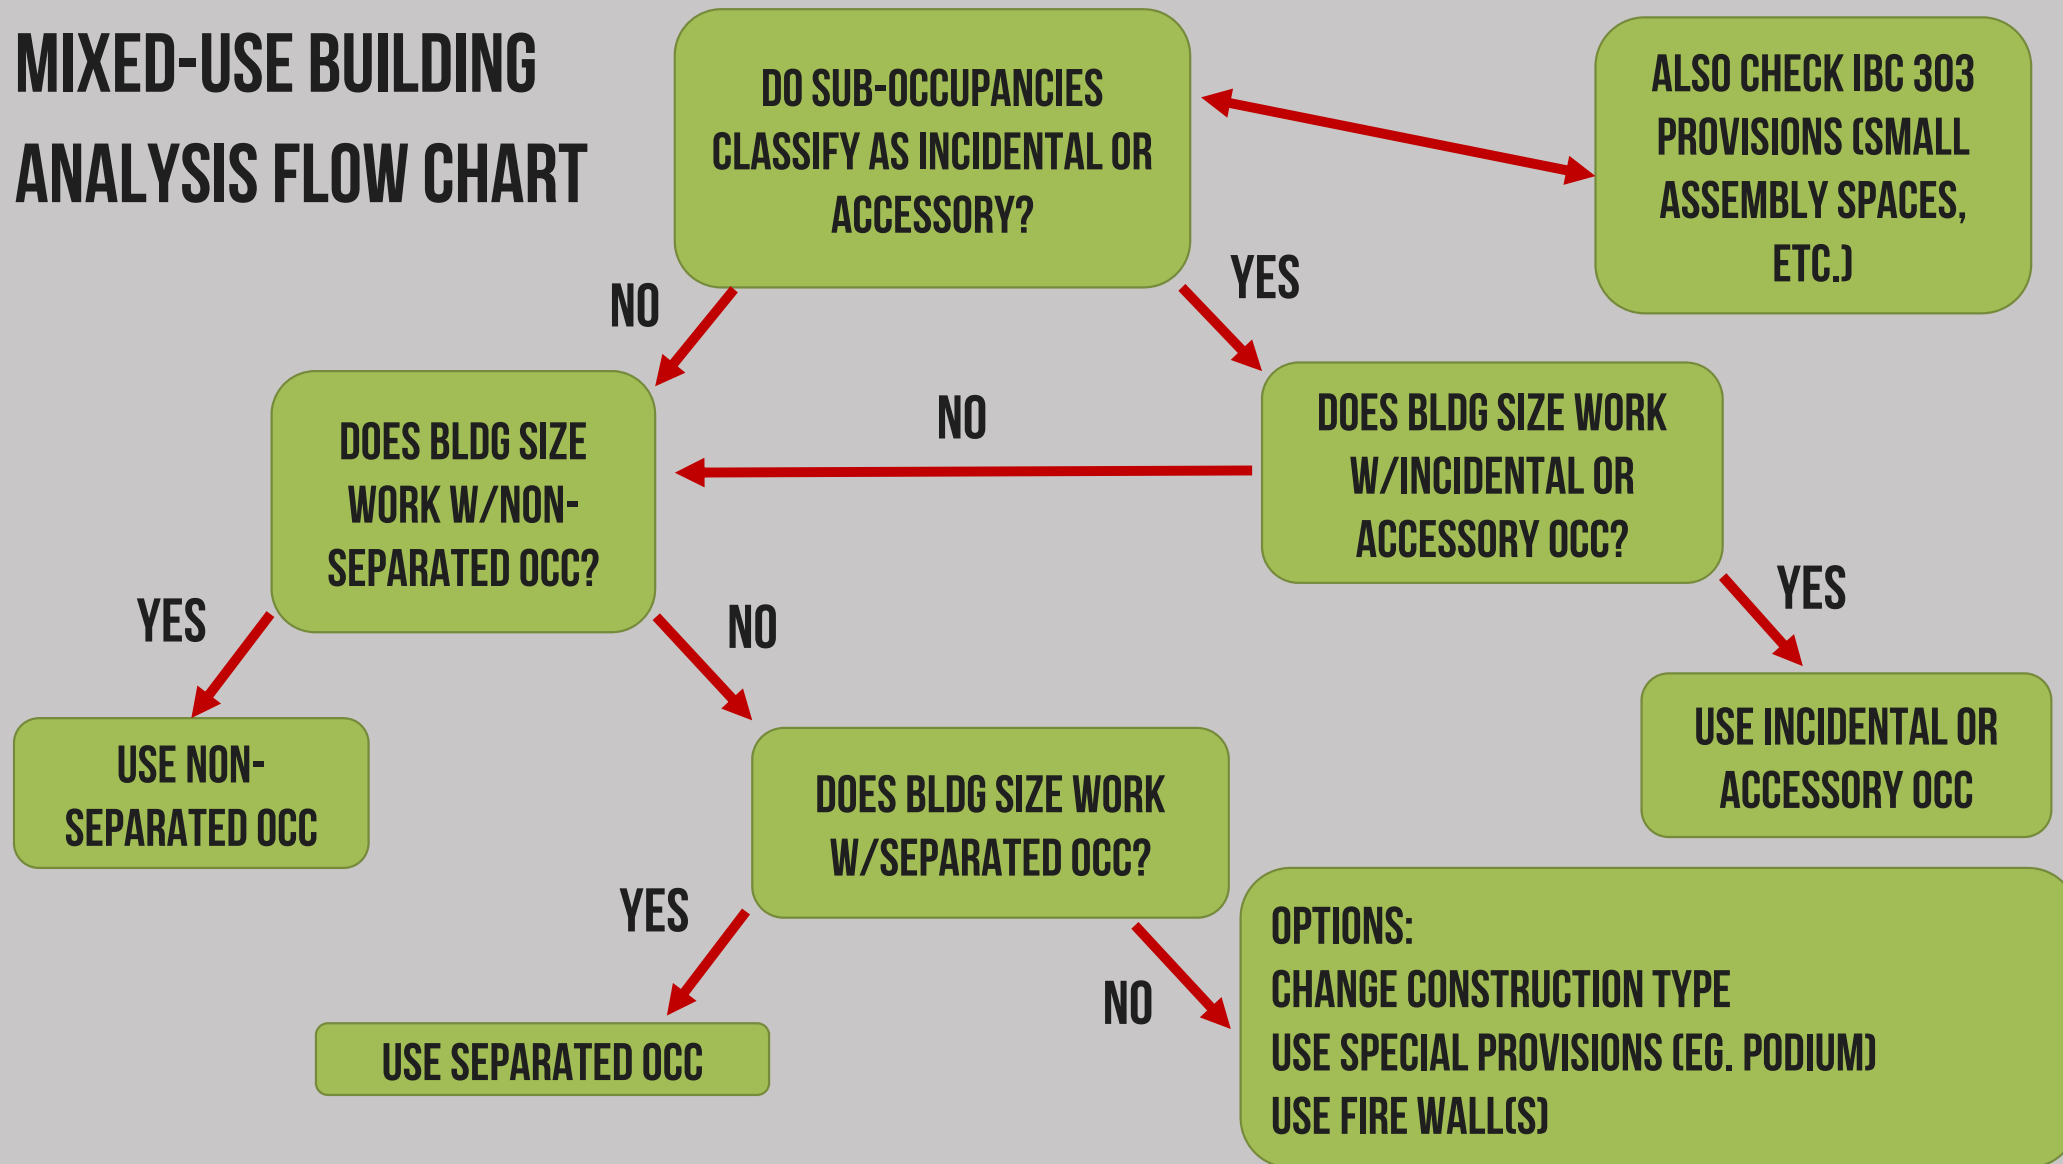 MIXED-USE BUILDING
ANALYSIS FLOW CHART
DO SUB-OCCUPANCIES
CLASSIFY AS INCIDENTAL OR
ACCESSORY?
ALSO CHECK IBC 303
PROVISIONS (SMALL
ASSEMBLY SPACES,
ETC.)
NO
YES
DOES BLDG SIZE
WORK W/NON-
SEPARATED OCC?
NO
DOES BLDG SIZE WORK
W/INCIDENTAL OR
ACCESSORY OCC?
YES
NO
YES
USE NON-
SEPARATED OCC
DOES BLDG SIZE WORK
W/SEPARATED OCC?
USE INCIDENTAL OR
ACCESSORY OCC
YES
NO
USE SEPARATED OCC
OPTIONS:
CHANGE CONSTRUCTION TYPE
USE SPECIAL PROVISIONS (EG. PODIUM)
USE FIRE WALL(S)